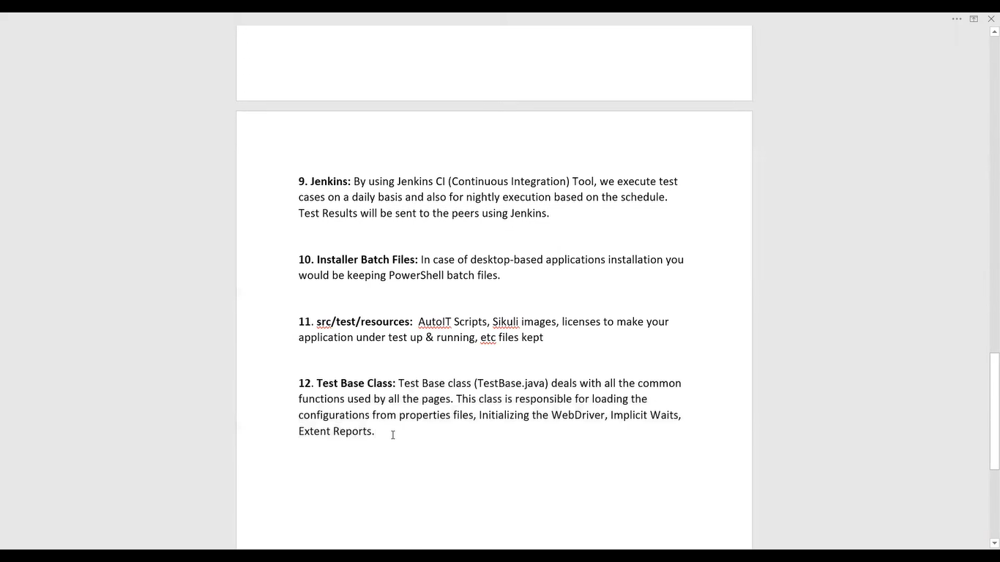 9. Jenkins: By using Jenkins CI (Continuous Integration) Tool, we execute test
cases on a daily basis and also for nightly execution based on the schedule.
Test Results will be sent to the peers using Jenkins.
10. Installer Batch Files: In case of desktop-based applications installation you
would be keeping PowerShell batch files.
11. src/test/resources:  AutoIT Scripts, Sikuli images, licenses to make your
application under test up & running, etc files kept
12. Test Base Class: Test Base class (TestBase.java) deals with all the common
functions used by all the pages. This class is responsible for loading the
configurations from properties files, Initializing the WebDriver, Implicit Waits,
Extent Reports.